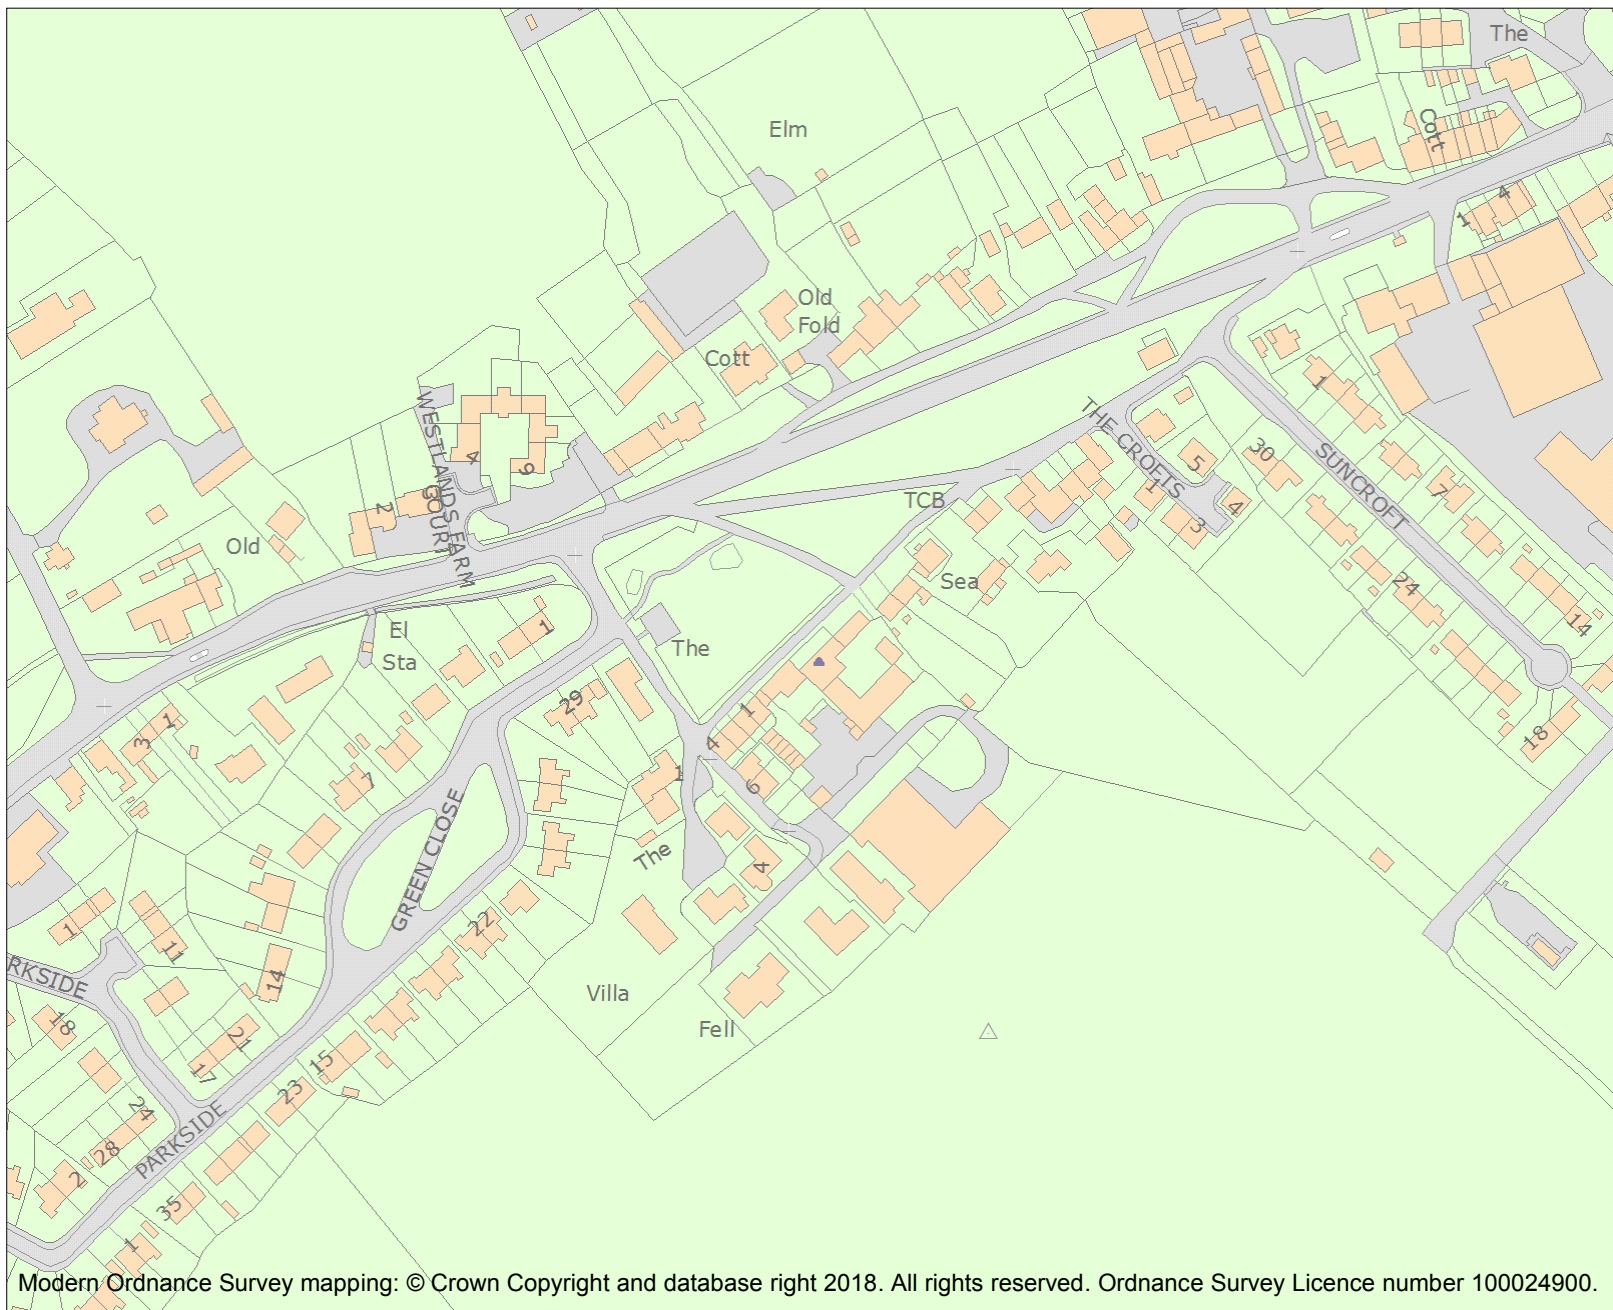 The
Cott
Elm
4
1
Old
Fold
Cott
1
THE CROFTS
SUNCROFT
WESTLANDS FARM
COURT
4
9
2
3
30
5
1
4
3
7
24
14
18
TCB
Old
Sea
El
Sta
1
The
29
1
3
1
4
7
1
6
The
4
GREEN CLOSE
22
1
11
14
RKSIDE
18
21
17
15
23
Villa
Fell
24
28
2
PARKSIDE
35
1
Modern Ordnance Survey mapping: © Crown Copyright and database right 2018. All rights reserved. Ordnance Survey Licence number 100024900.